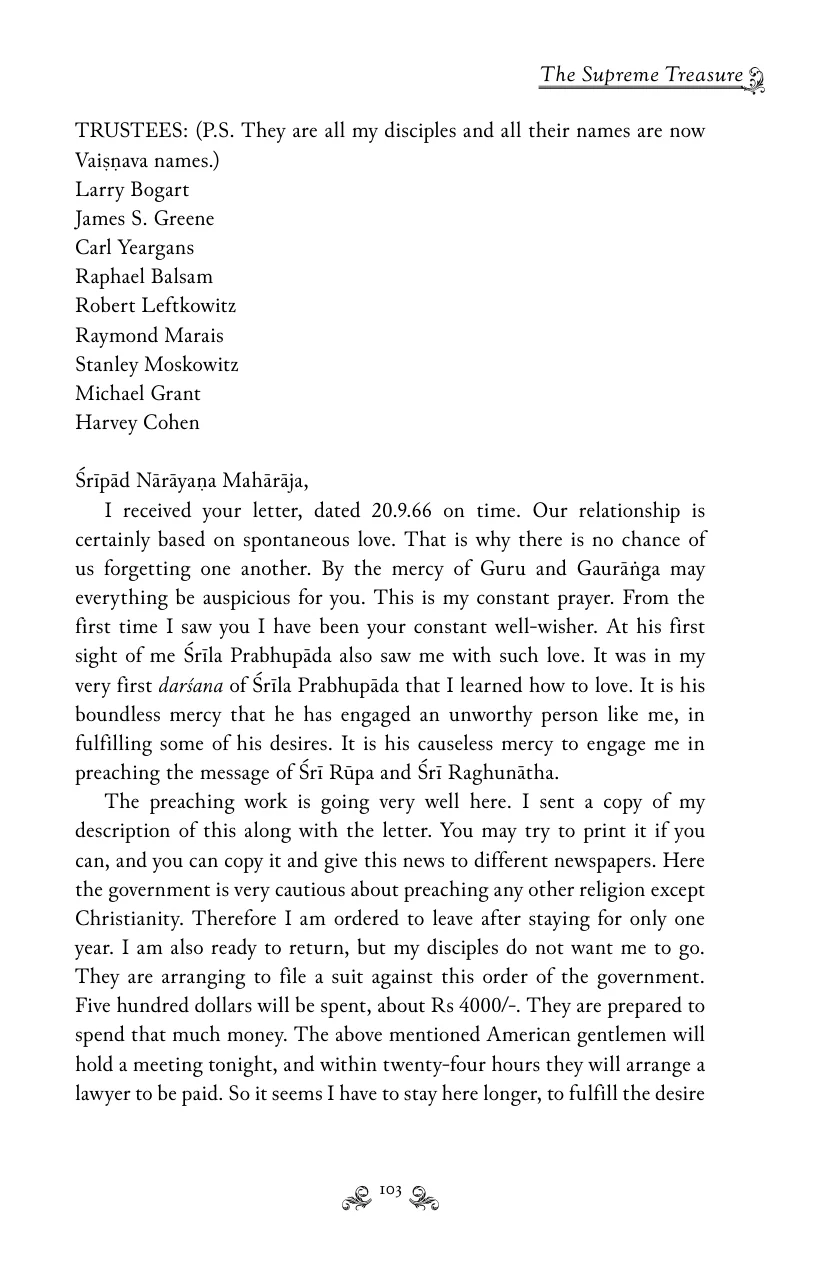 The Supreme Treasure
TRUSTEES: (P.S. They are all my disciples and all their names are now
Vaiṣṇava names.)
Larry Bogart
James S. Greene
Carl Yeargans
Raphael Balsam
Robert Leftkowitz
Raymond Marais
Stanley Moskowitz
Michael Grant
Harvey Cohen
Śrīpād Nārāyaṇa Mahārāja,
I received your letter, dated 20.9.66 on time. Our relationship is
certainly based on spontaneous love. That is why there is no chance of
us forgetting one another. By the mercy of Guru and Gaurāṅga may
everything be auspicious for you. This is my constant prayer. From the
first time I saw you I have been your constant well-wisher. At his first
sight of me Śrīla Prabhupāda also saw me with such love. It was in my
very first darśana of Śrīla Prabhupāda that I learned how to love. It is his
boundless mercy that he has engaged an unworthy person like me, in
fulfilling some of his desires. It is his causeless mercy to engage me in
preaching the message of Śrī Rūpa and Śrī Raghunātha.
The preaching work is going very well here. I sent a copy of my
description of this along with the letter. You may try to print it if you
can, and you can copy it and give this news to different newspapers. Here
the government is very cautious about preaching any other religion except
Christianity. Therefore I am ordered to leave after staying for only one
year. I am also ready to return, but my disciples do not want me to go.
They are arranging to file a suit against this order of the government.
Five hundred dollars will be spent, about Rs 4000/-. They are prepared to
spend that much money. The above mentioned American gentlemen will
hold a meeting tonight, and within twenty-four hours they will arrange a
lawyer to be paid. So it seems I have to stay here longer, to fulfill the desire
103